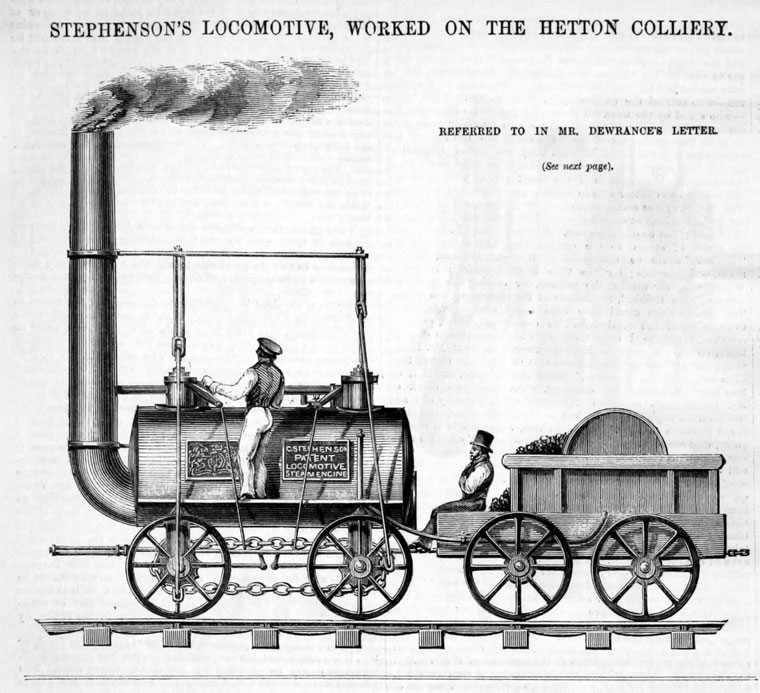 STEPHENSON'S LOCOMOTIVE, WORKED ON THE HETTON COLLIERY.
REFERRED TO IN MR. DEWRANCE'S LETTER.
(See next page).
G. STEPHENSON
PATENT
LOCOMOTIVE
STEAM ENGINE